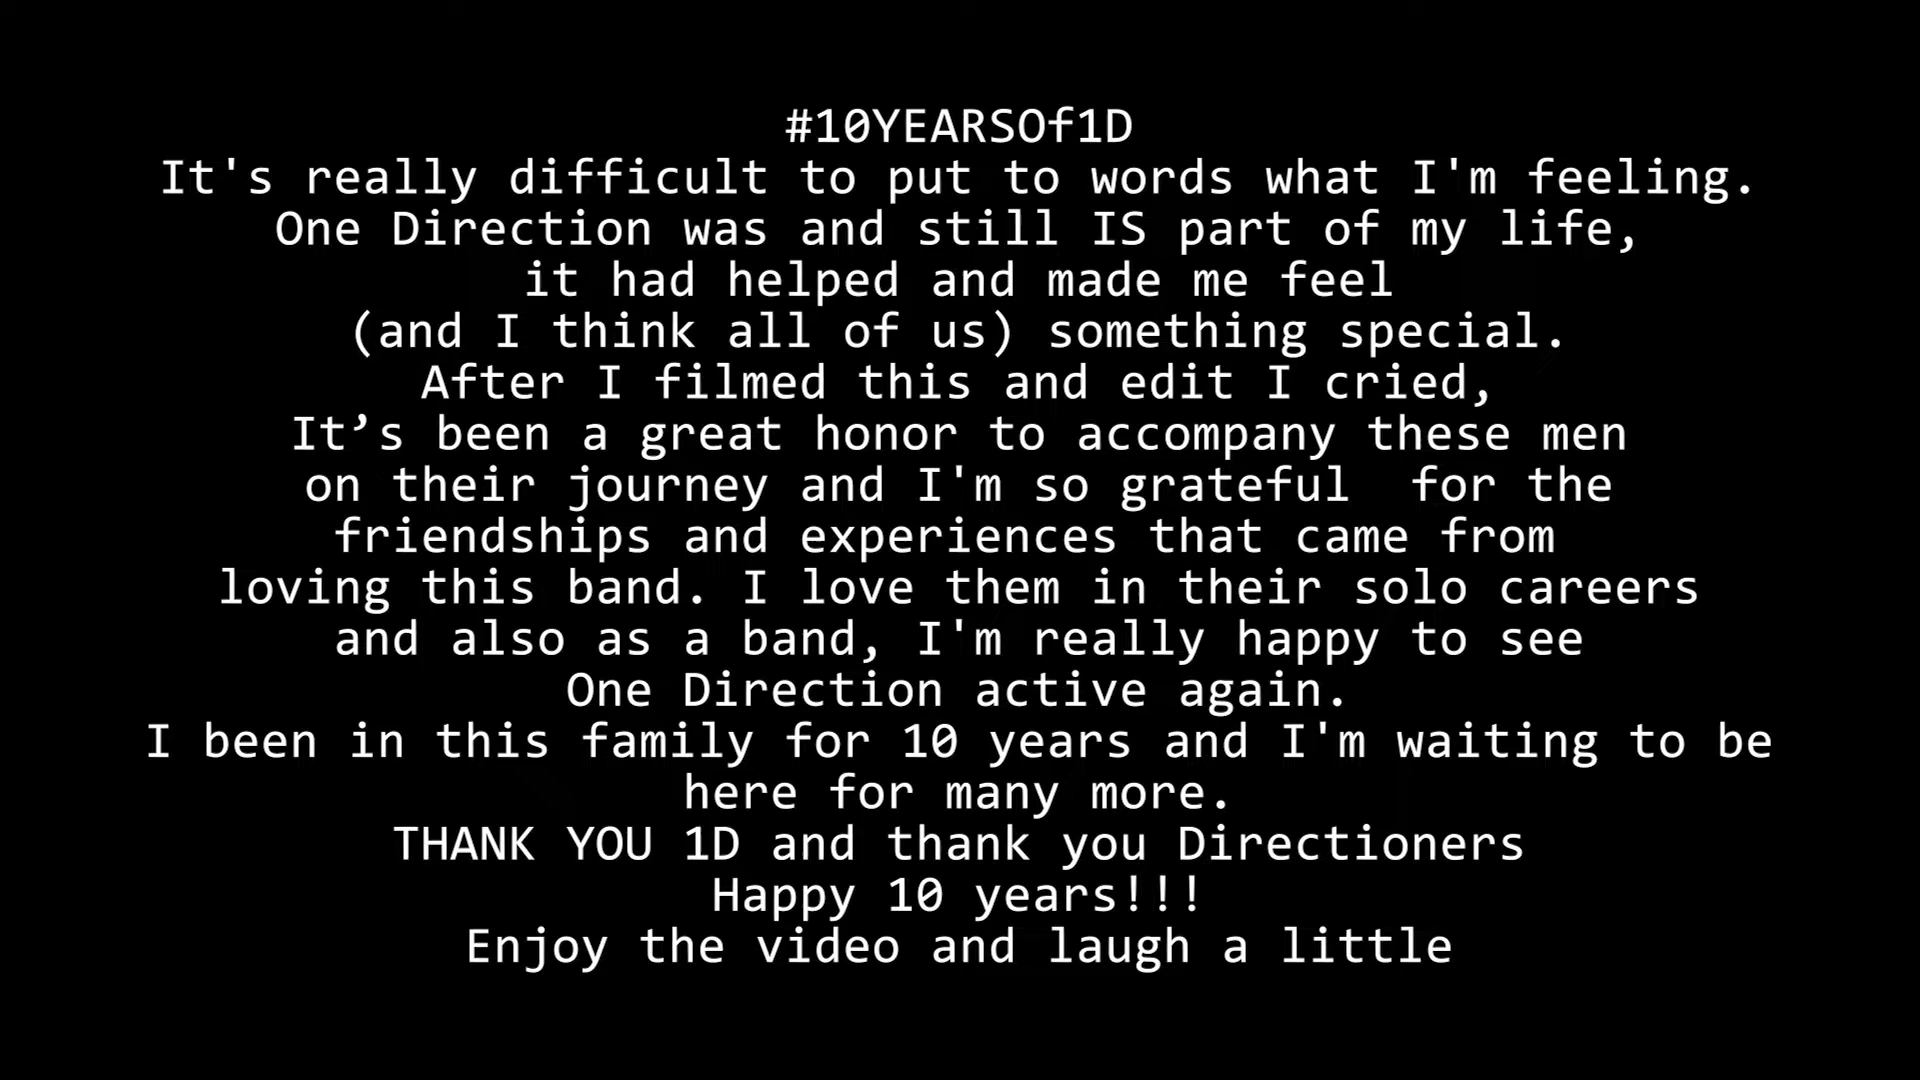 #10YEARSOf1D
It's really difficult to put to words what I'm feeling.
One Direction was and still IS part of my life,
it had helped and made me feel
(and I think all of us) something special.
After I filmed this and edit I cried,
It’s been a great honor to accompany these men
on their journey and I'm so grateful  for the
friendships and experiences that came from
loving this band. I love them in their solo careers
and also as a band, I'm really happy to see
One Direction active again.
I been in this family for 10 years and I'm waiting to be
here for many more.
THANK YOU 1D and thank you Directioners
Happy 10 years!!!
Enjoy the video and laugh a little